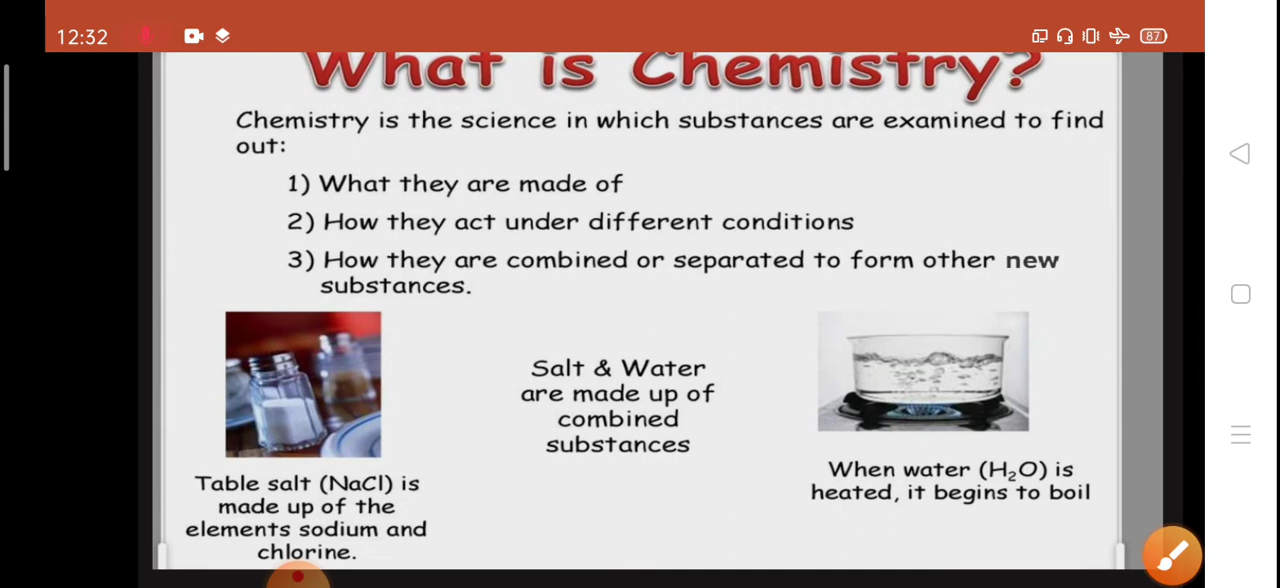 12:32
87
What is Chemistry?
Chemistry is the science in which substances are examined to find
out:
1) What they are made of
2) How they act under different conditions
3) How they are combined or separated to form other new
substances.
Salt & Water
are made up of
combined
substances
Table salt (NaCl) is
made up of the
elements sodium and
chlorine.
When water (H₂O) is
heated, it begins to boil